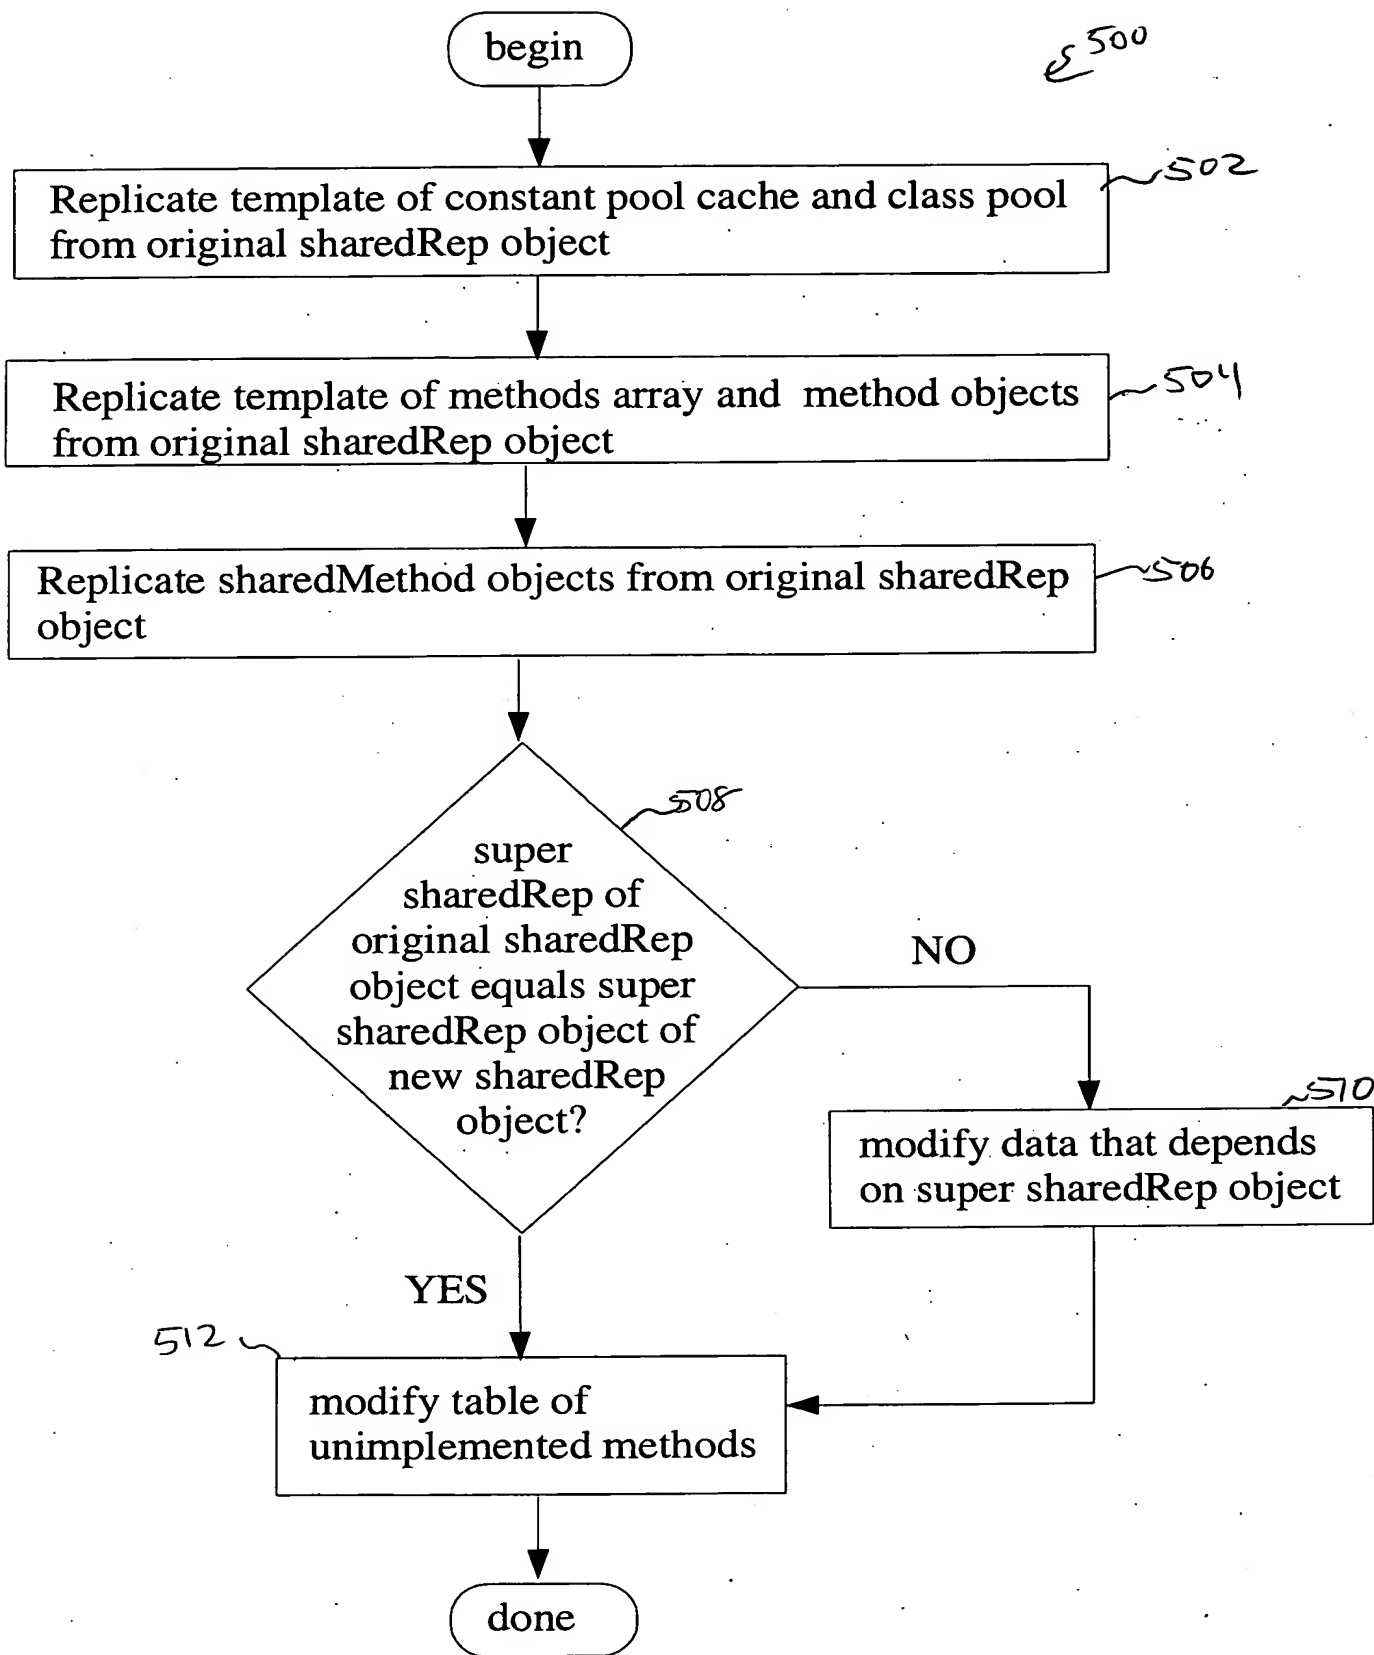 begin
500
Replicate template of constant pool cache and class pool
from original sharedRep object
502
Replicate template of methods array and method objects
from original sharedRep object
504
Replicate sharedMethod objects from original sharedRep
object
506
508
super
sharedRep of
original sharedRep
object equals super
sharedRep object of
new sharedRep
object?
NO
510
modify data that depends
on super sharedRep object
YES
512
modify table of
unimplemented methods
done